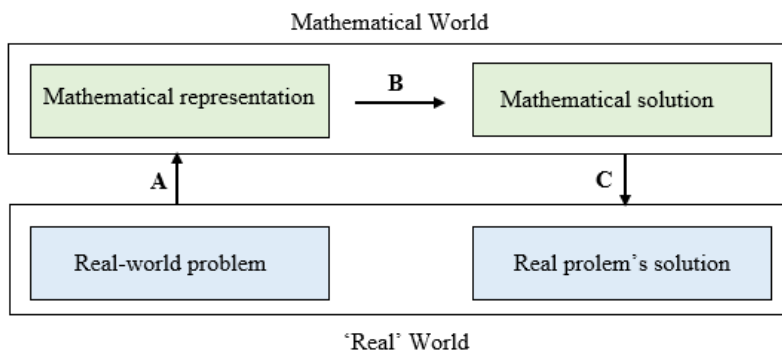 Mathematical World
Mathematical representation
B
Mathematical solution
A
C
Real-world problem
Real prolem’s solution
‘Real’ World